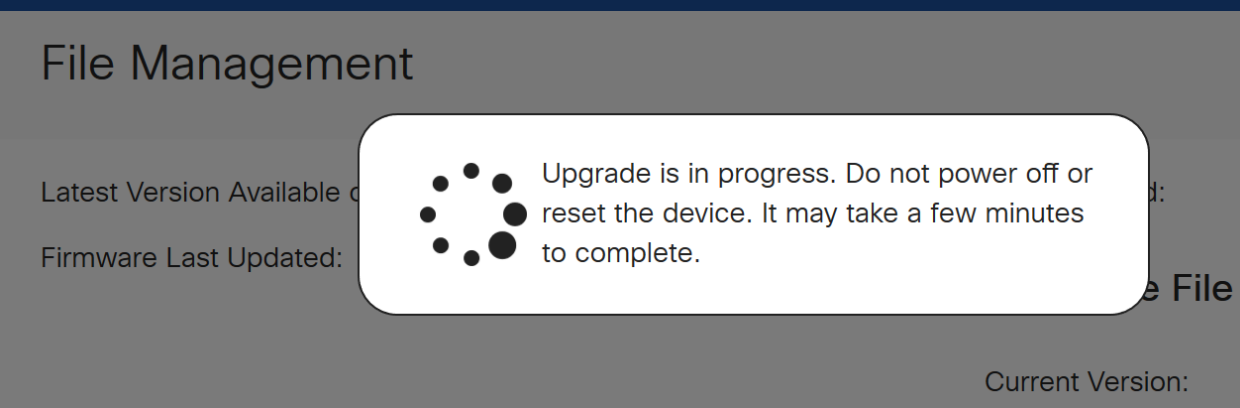 File Management
Upgrade is in progress. Do not power off or
reset the device. It may take a few minutes
to complete.
Latest Version Available
Firmware Last Updated:
File
Current Version: